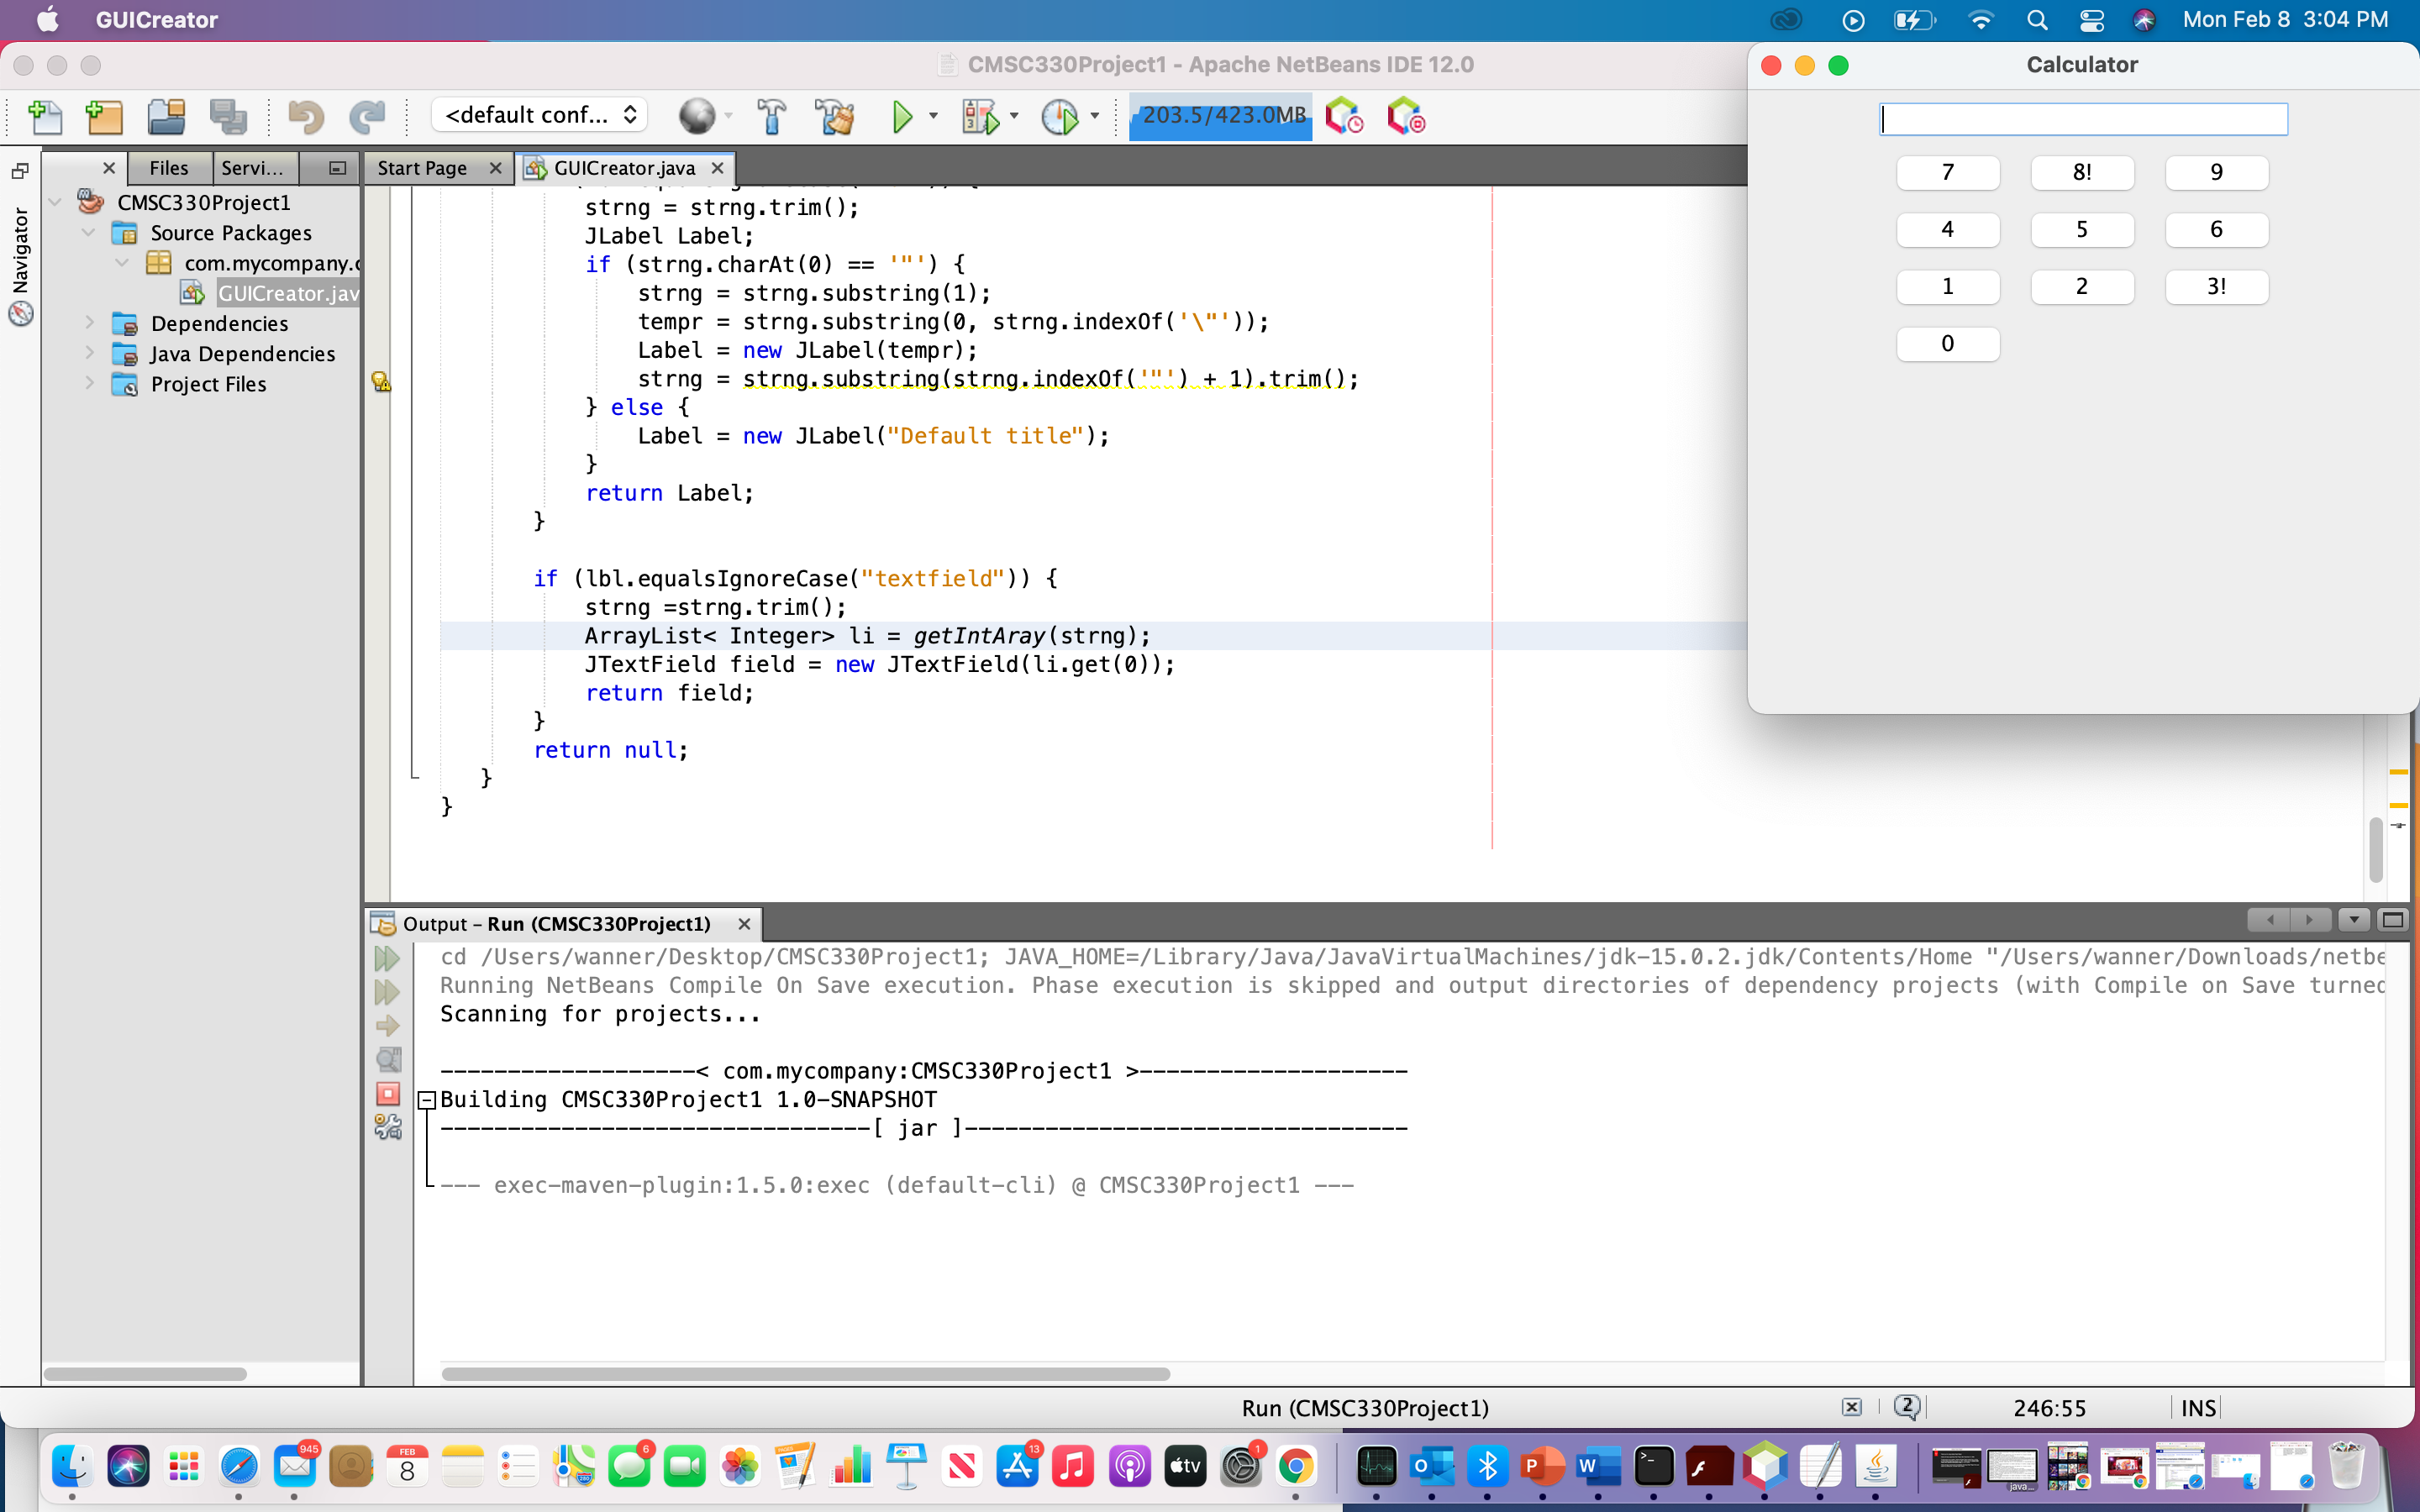 GUICreator
Mon Feb 8 3:04 PM
CMSC330Project1 - Apache NetBeans IDE 12.0
<default conf...
203.5/423.0MB
Files
Servi...
Start Page
GUICreator.java
Navigator
CMSC330Project1
Source Packages
com.mycompany.c
GUICreator.jav
Dependencies
Java Dependencies
Project Files
strng = strng.trim();
JLabel Label;
if (strng.charAt(0) == '"') {
strng = strng.substring(1);
tempr = strng.substring(0, strng.indexOf('\"'));
Label = new JLabel(tempr);
strng = strng.substring(strng.indexOf('"') + 1).trim();
} else {
Label = new JLabel("Default title");
}
return Label;
}
if (lbl.equalsIgnoreCase("textfield")) {
strng =strng.trim();
ArrayList< Integer> li = getIntAray(strng);
JTextField field = new JTextField(li.get(0));
return field;
}
return null;
}
}
Calculator
7 8! 9
4 5 6
1 2 3!
0
Output – Run (CMSC330Project1)
cd /Users/wanner/Desktop/CMSC330Project1; JAVA_HOME=/Library/Java/JavaVirtualMachines/jdk-15.0.2.jdk/Contents/Home "/Users/wanner/Downloads/netbe
Running NetBeans Compile On Save execution. Phase execution is skipped and output directories of dependency projects (with Compile on Save turned
Scanning for projects...
-------------------< com.mycompany:CMSC330Project1 >--------------------
Building CMSC330Project1 1.0-SNAPSHOT
--------------------------------[ jar ]---------------------------------
--- exec-maven-plugin:1.5.0:exec (default-cli) @ CMSC330Project1 ---
Run (CMSC330Project1)
2
246:55
INS
945
FEB
8
6
PAGES
13
tv
1
O
P
W
java...